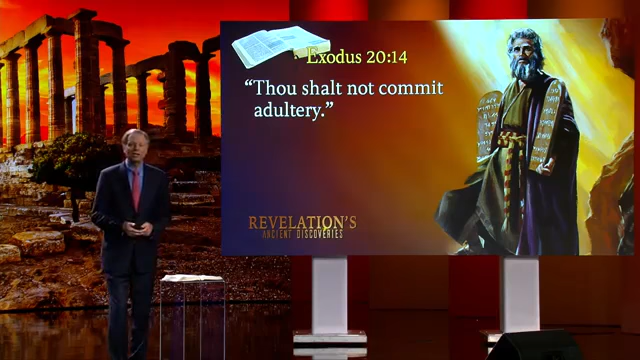 Exodus 20:14
“Thou shalt not commit
adultery.”
REVELATION’S
ANCIENT DISCOVERIES